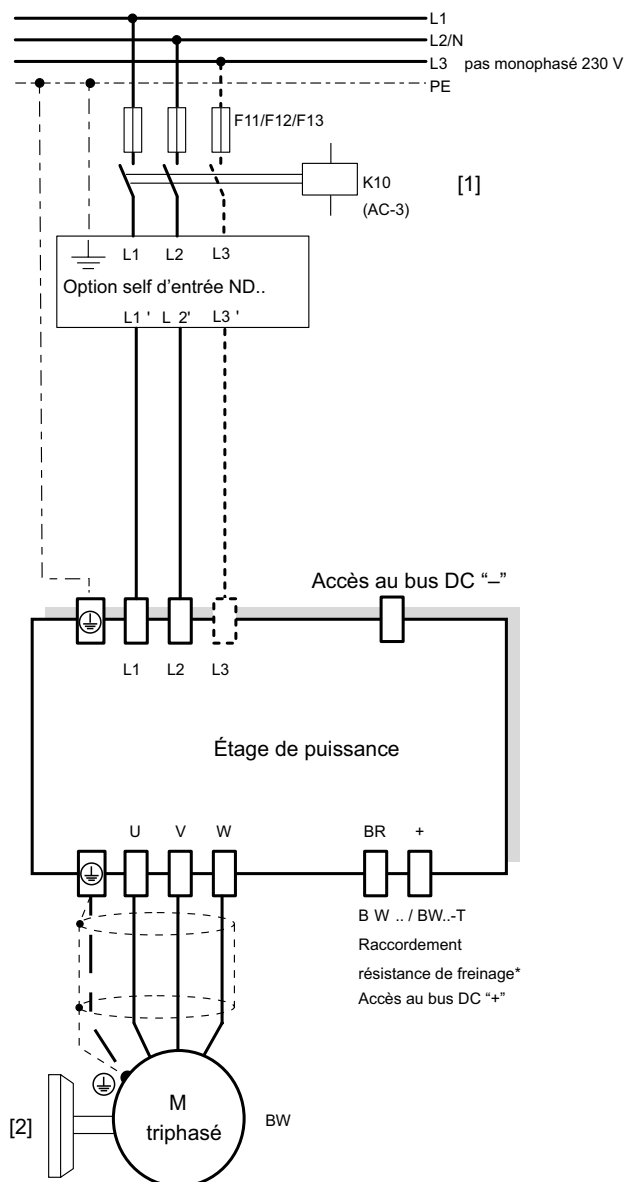 L1
L2/N
L3 pas monophasé 230 V
PE
F11/F12/F13
K10
(AC-3)
[1]
L1 L2 L3
Option self d’entrée ND..
L1 ' L 2' L3 '
Accès au bus DC “–”
L1 L2 L3
Étage de puissance
U V W BR +
B W .. / BW..-T
Raccordement
résistance de freinage*
Accès au bus DC “+”
[2]
M
triphasé
BW